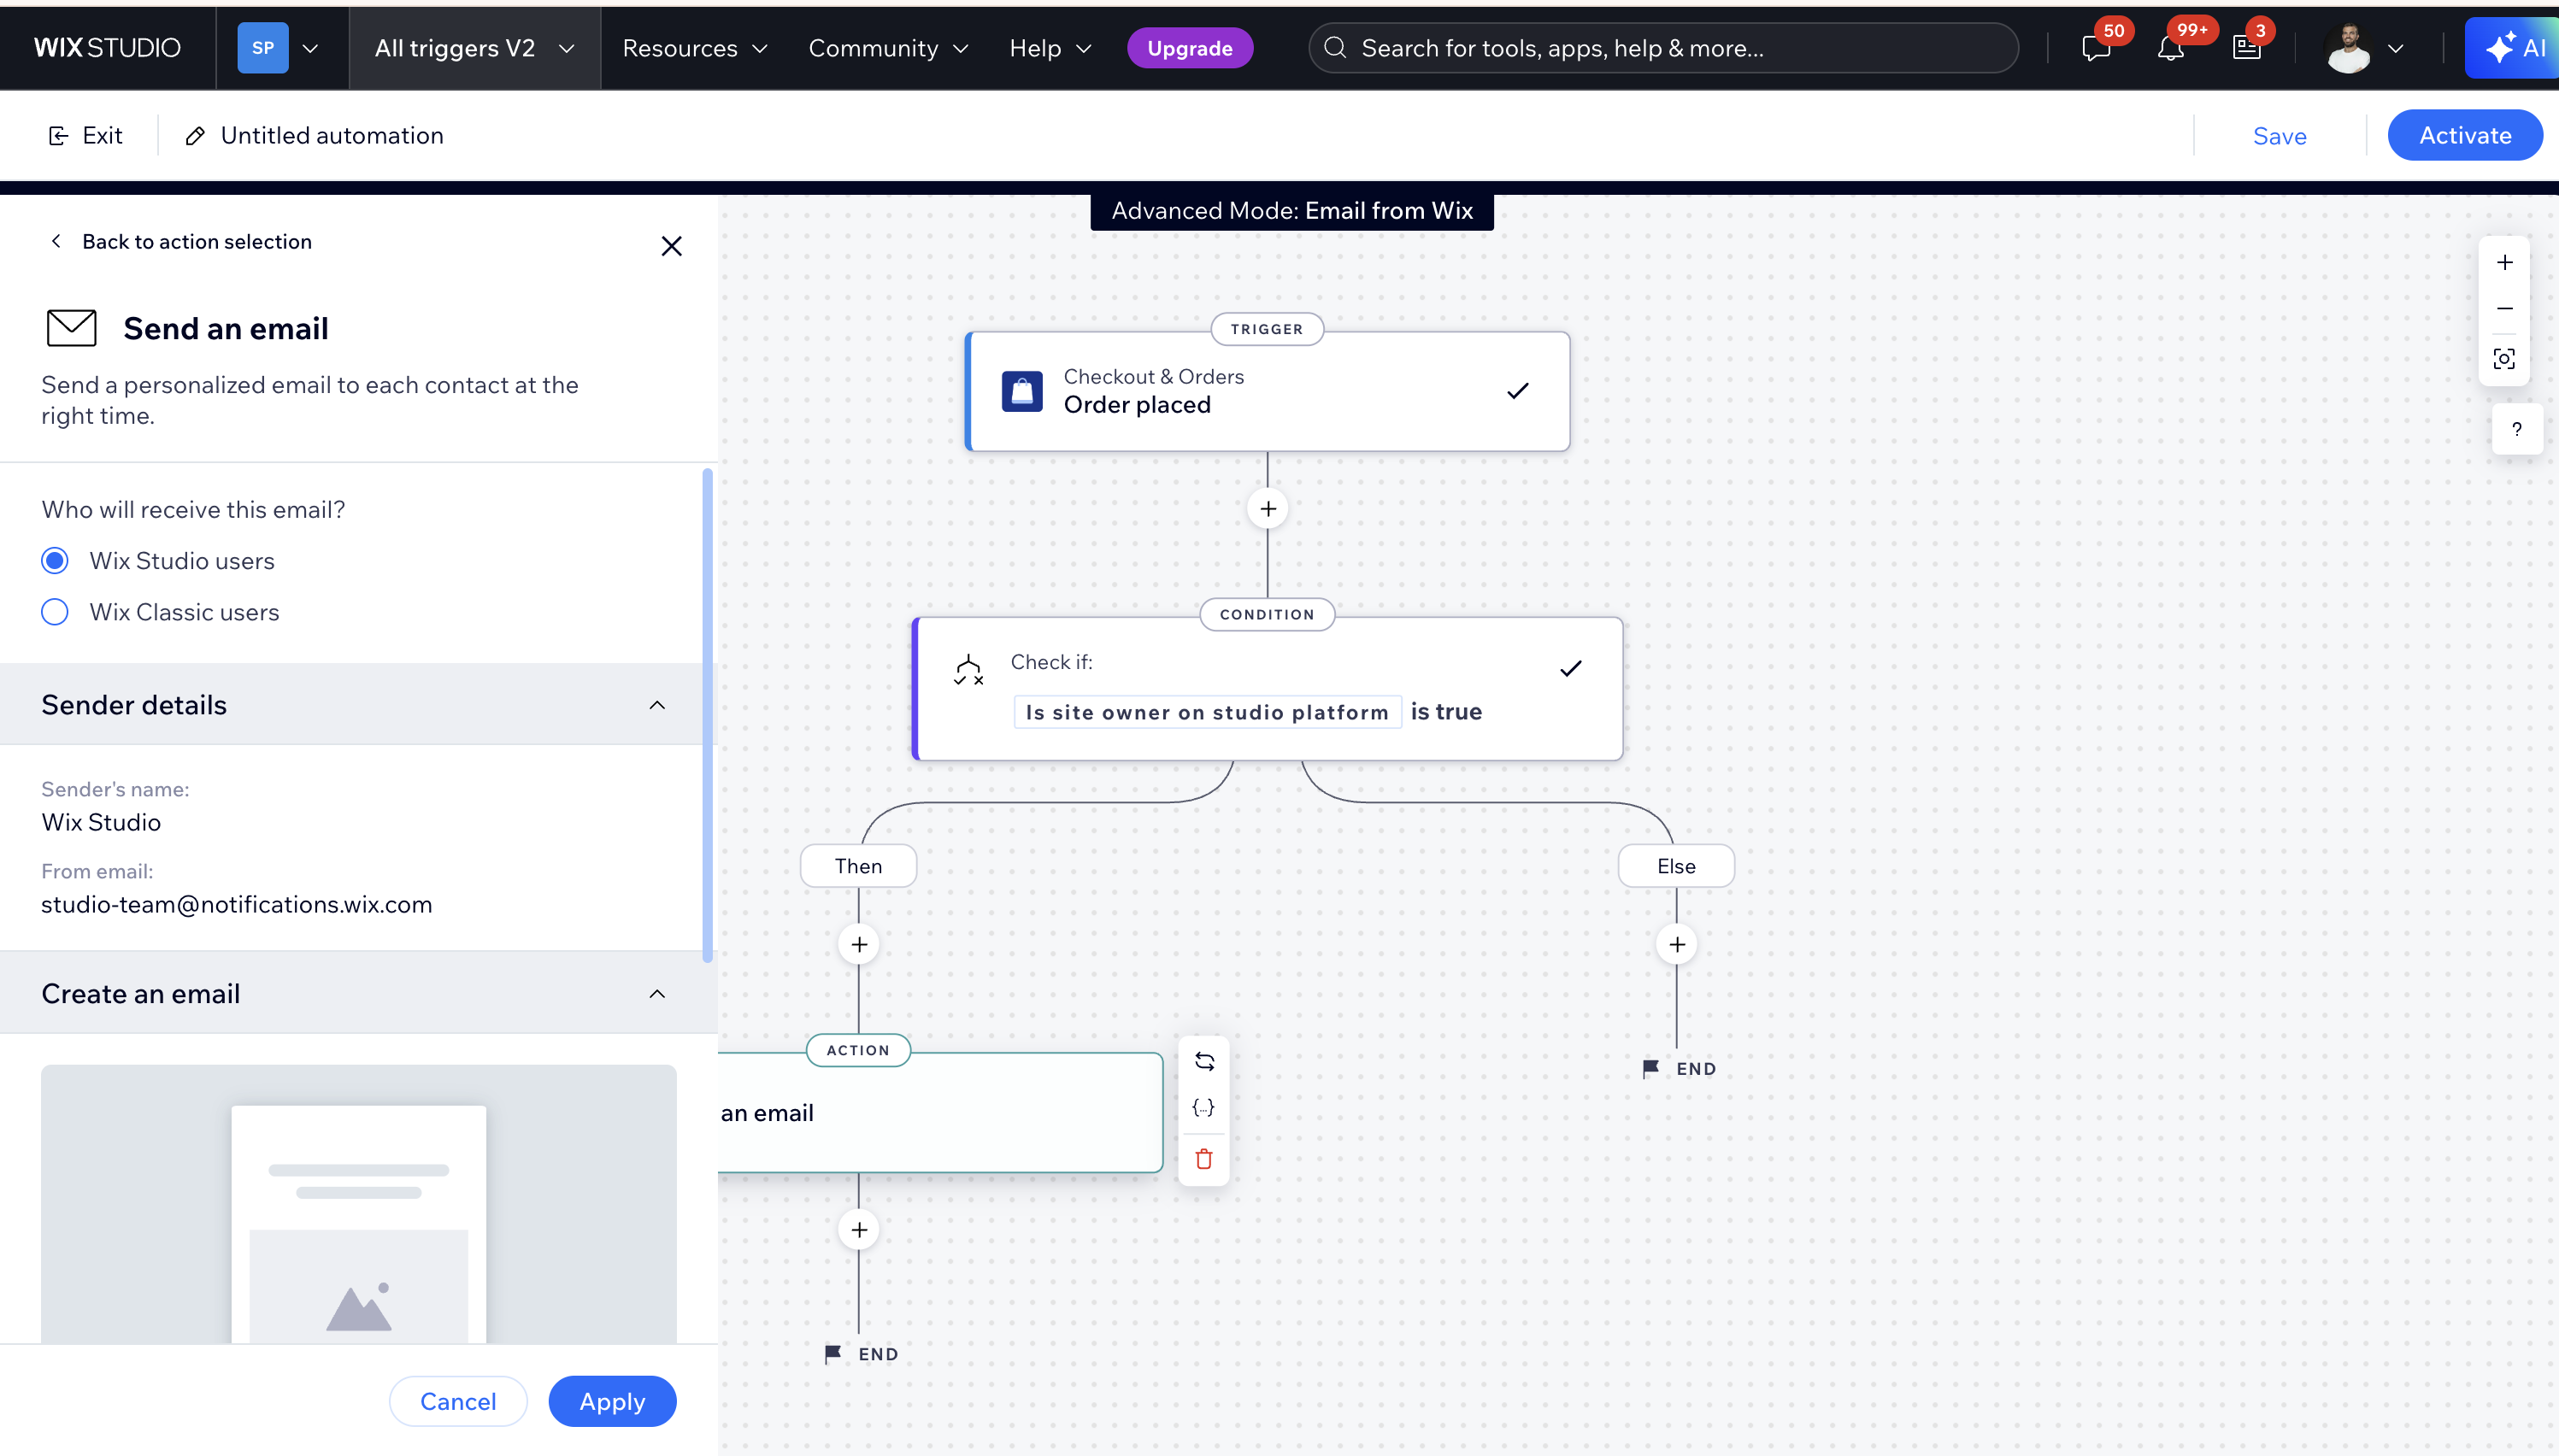 WIX STUDIO
SP
All triggers V2
Resources
Community
Help
Upgrade
Search for tools, apps, help & more...
50
99+
3
AI
Exit
Untitled automation
Save
Activate
Advanced Mode: Email from Wix
Back to action selection
Send an email
Send a personalized email to each contact at the
right time.
Who will receive this email?
Wix Studio users
Wix Classic users
Sender details
Sender's name:
Wix Studio
From email:
studio-team@notifications.wix.com
Create an email
Cancel
Apply
TRIGGER
Checkout & Orders
Order placed
CONDITION
Check if:
Is site owner on studio platform is true
Then
Else
ACTION
an email
{...}
END
END
?